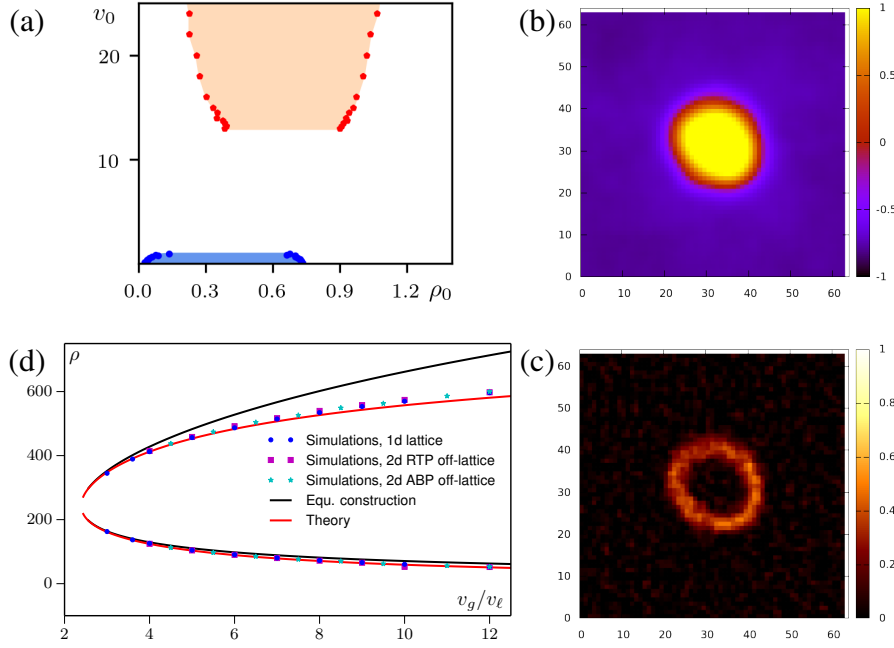 (a)
v₀
20
10
0.0 0.3 0.6 0.9 1.2 ρ₀
(b)
60
50
40
30
20
10
0
0 10 20 30 40 50 60
1
0.5
0
-0.5
-1
(d)
ρ
600
400
200
0
Simulations, 1d lattice
Simulations, 2d RTP off-lattice
Simulations, 2d ABP off-lattice
Equ. construction
Theory
v_g/v_ℓ
2 4 6 8 10 12
(c)
60
50
40
30
20
10
0
0 10 20 30 40 50 60
1
0.8
0.6
0.4
0.2
0